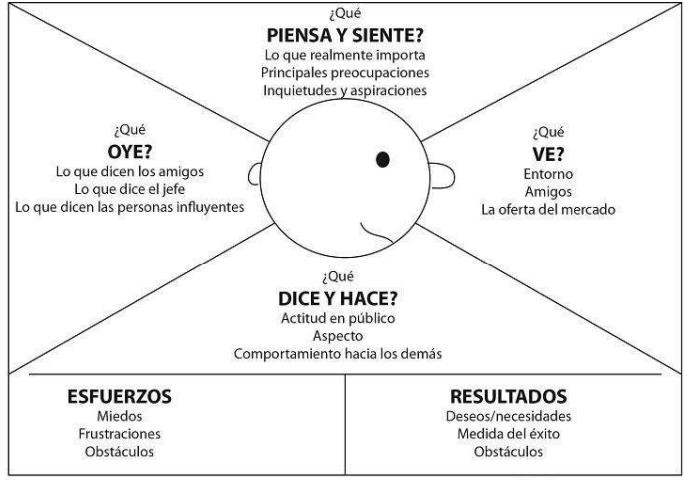 ¿Qué
PIENSA Y SIENTE?
Lo que realmente importa
Principales preocupaciones
Inquietudes y aspiraciones
¿Qué
OYE?
Lo que dicen los amigos
Lo que dice el jefe
Lo que dicen las personas influyentes
¿Qué
VE?
Entorno
Amigos
La oferta del mercado
¿Qué
DICE Y HACE?
Actitud en público
Aspecto
Comportamiento hacia los demás
ESFUERZOS
Miedos
Frustraciones
Obstáculos
RESULTADOS
Deseos/necesidades
Medida del éxito
Obstáculos